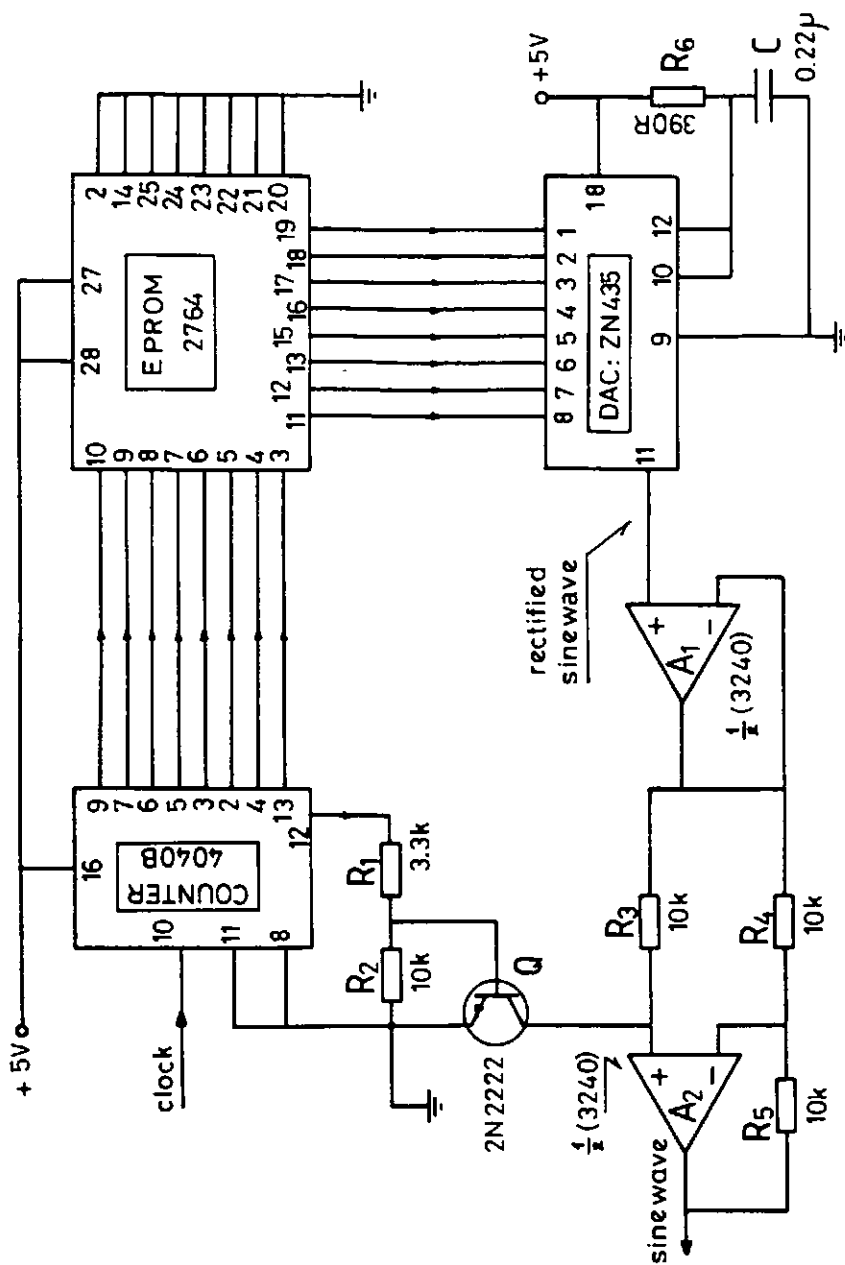 +5V
16
COUNTER
4040B
10
11
8
clock
9
7
6
5
3
2
4
13
12
28
27
EPROM
2764
10
9
8
7
6
5
4
3
2
14
25
24
23
22
21
20
11
12
13
15
16
17
18
19
R1
3.3k
R2
10k
Q
2N2222
8
7
6
5
4
3
2
1
DAC: ZN435
18
11
9
10
12
+5V
390R
R6
C
0.22µ
rectified
sinewave
½(3240)
A2
+
−
R3
10k
R4
10k
R5
10k
A1
+
−
½(3240)
sinewave